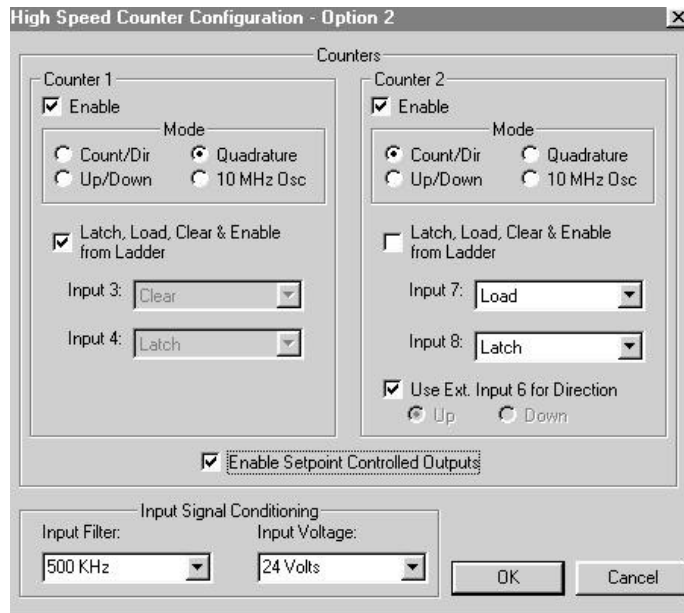 High Speed Counter Configuration - Option 2
Counters
Counter 1
Enable
Mode
Count/Dir
Quadrature
Up/Down
10 MHz Osc
Latch, Load, Clear & Enable
from Ladder
Input 3:
Clear
Input 4:
Latch
Counter 2
Enable
Mode
Count/Dir
Quadrature
Up/Down
10 MHz Osc
Latch, Load, Clear & Enable
from Ladder
Input 7:
Load
Input 8:
Latch
Use Ext. Input 6 for Direction
Up
Down
Enable Setpoint Controlled Outputs
Input Signal Conditioning
Input Filter:
500 KHz
Input Voltage:
24 Volts
OK
Cancel